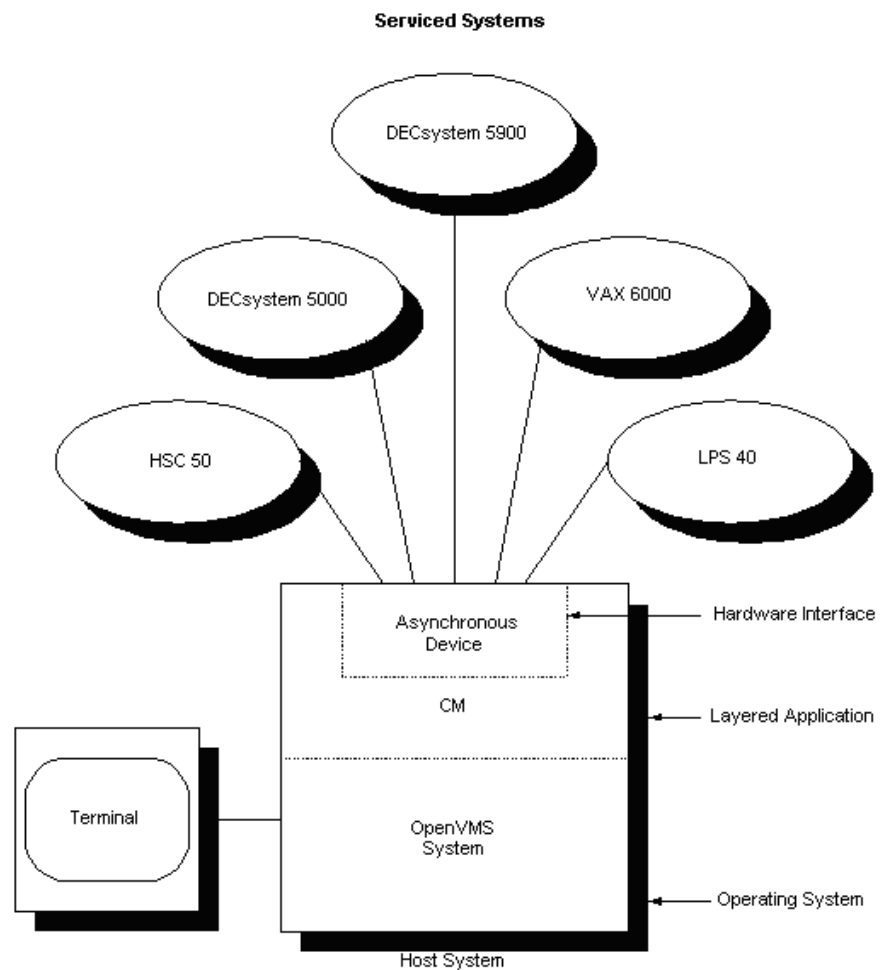 Serviced Systems
DECsystem 5900
DECsystem 5000
VAX 6000
HSC 50
LPS 40
Asynchronous
Device
Hardware Interface
CM
Layered Application
Terminal
OpenVMS
System
Operating System
Host System